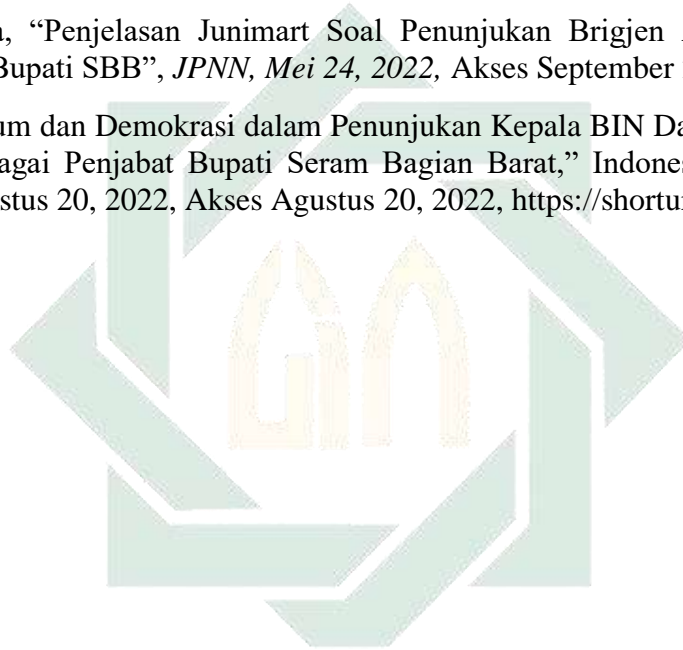 a, “Penjelasan Junimart Soal Penunjukan Brigjen
Bupati SBB”, JPNN, Mei 24, 2022, Akses September
um dan Demokrasi dalam Penunjukan Kepala BIN Da
agai Penjabat Bupati Seram Bagian Barat,” Indones
stus 20, 2022, Akses Agustus 20, 2022, https://shortu